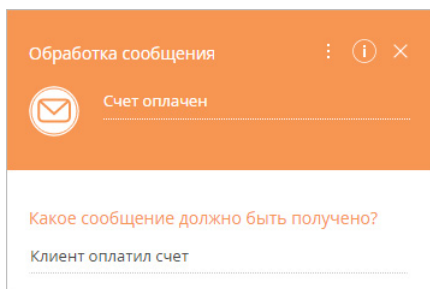 Обработка сообщения
Счет оплачен
Какое сообщение должно быть получено?
Клиент оплатил счет